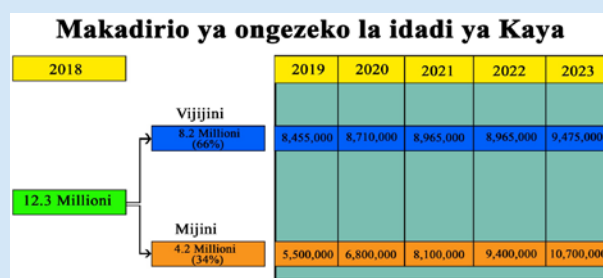 Makadirio ya ongezeko la idadi ya Kaya
2018 2019 2020 2021 2022 2023
Vijijini
8.2 Millioni
(66%)
8,455,000 8,710,000 8,965,000 8,965,000 9,475,000
12.3 Millioni
Mijini
4.2 Millioni
(34%)
5,500,000 6,800,000 8,100,000 9,400,000 10,700,000